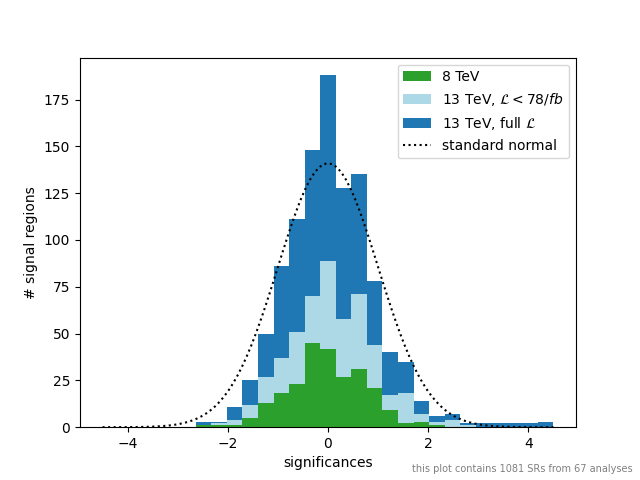 8 TeV
13 TeV, ℒ < 78/fb
13 TeV, full ℒ
standard normal
# signal regions
175
150
125
100
75
50
25
0
−4
−2
0
2
4
significances
this plot contains 1081 SRs from 67 analyses